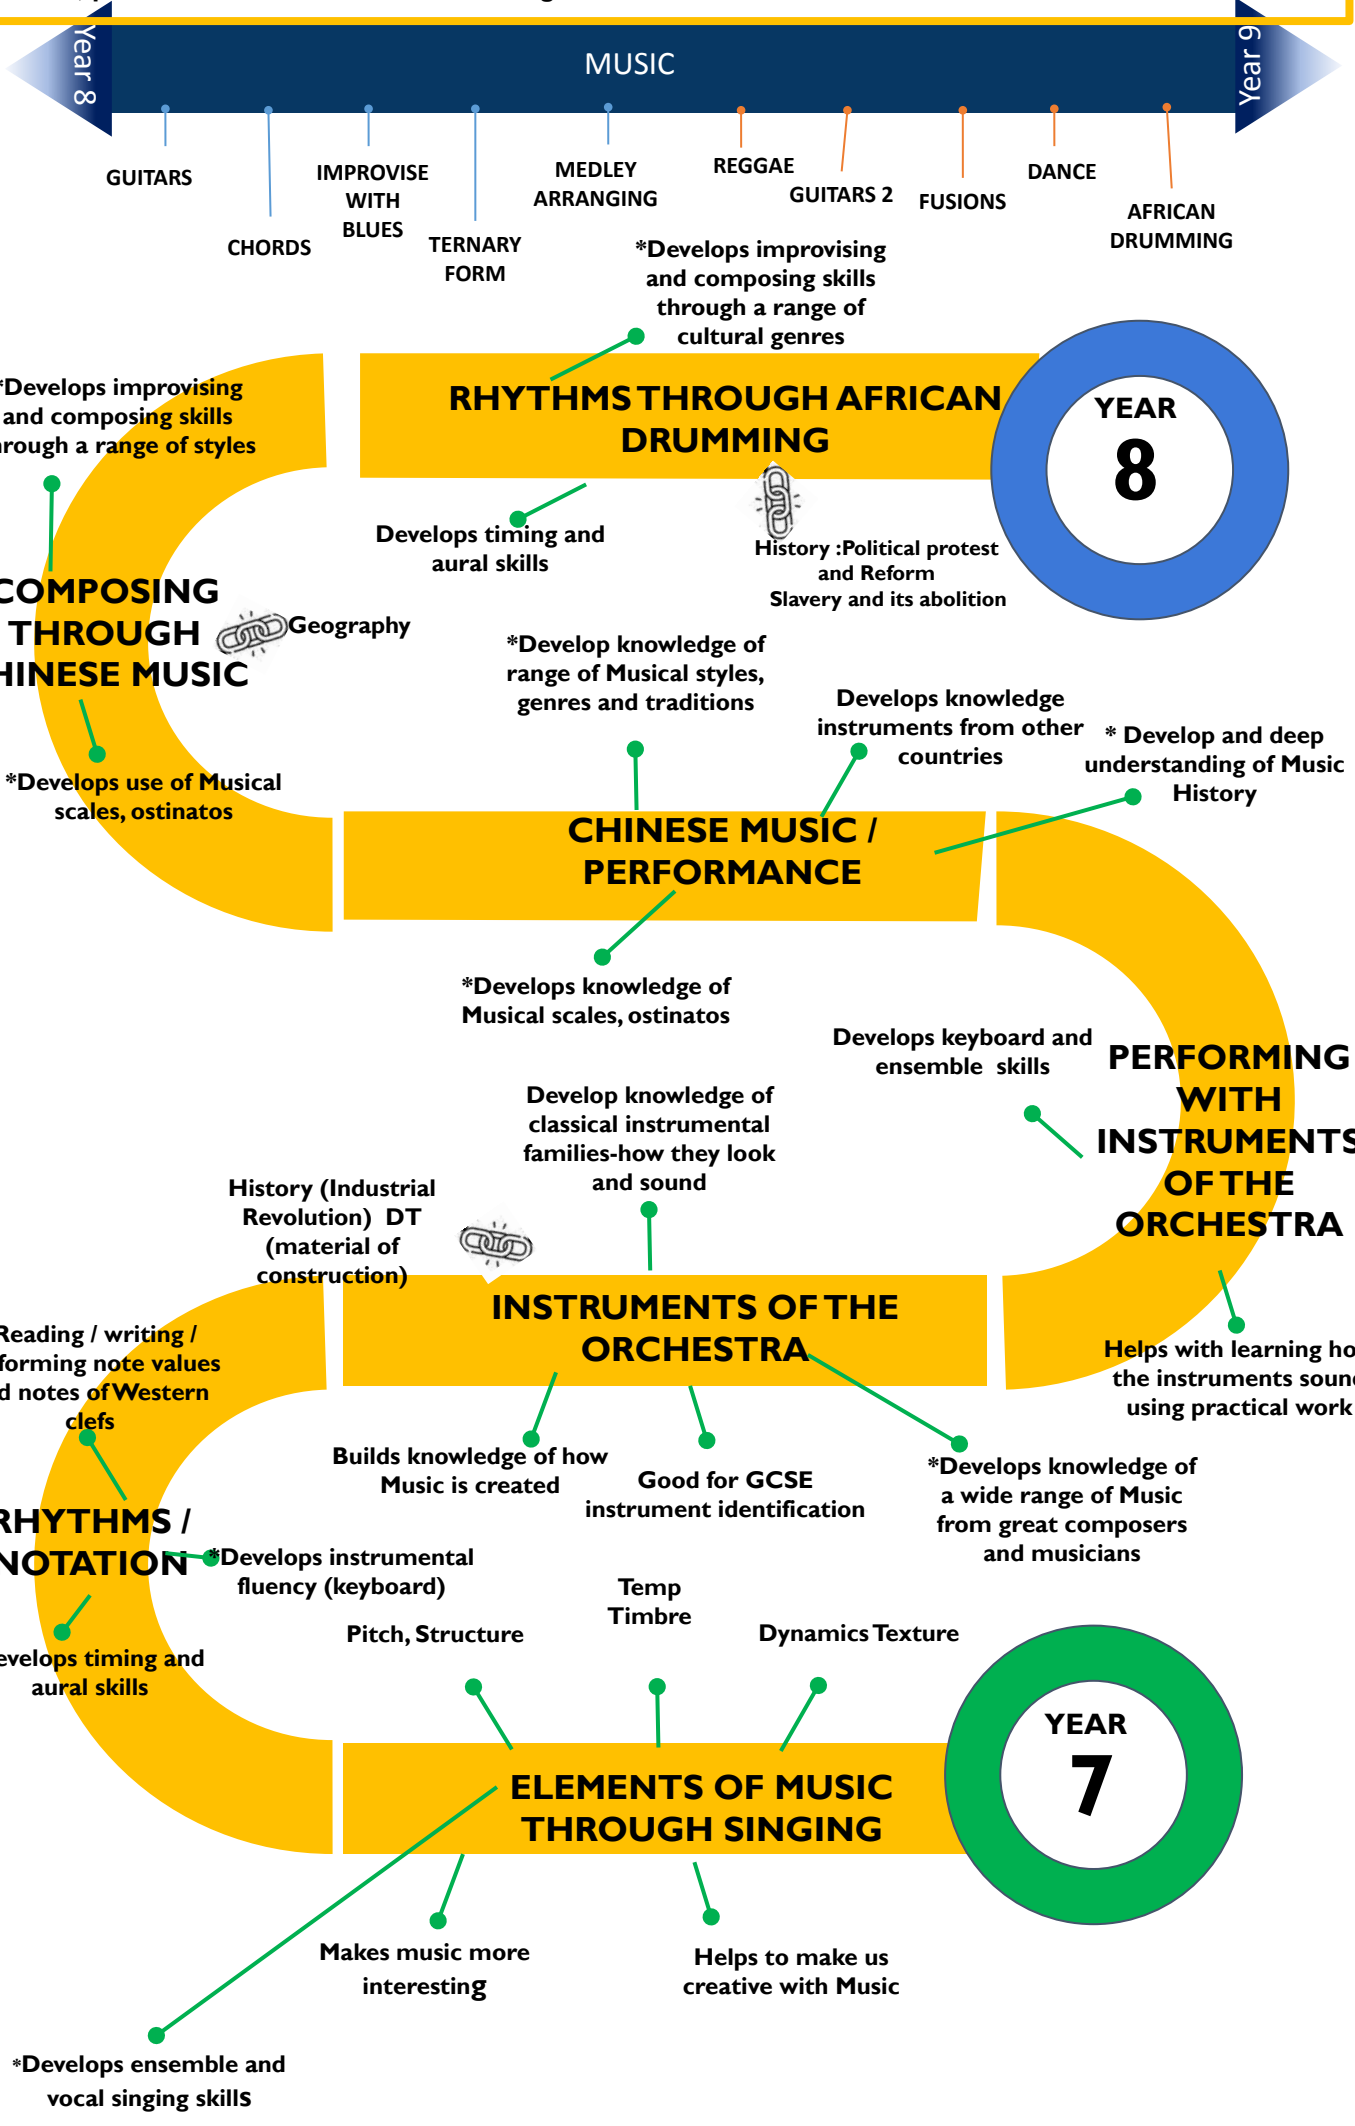 Year 8
MUSIC
Year 9
GUITARS
CHORDS
IMPROVISE
WITH
BLUES
TERNARY
FORM
MEDLEY
ARRANGING
REGGAE
GUITARS 2
FUSIONS
DANCE
AFRICAN
DRUMMING
*Develops improvising
and composing skills
through a range of
cultural genres
*Develops improvising
and composing skills
hrough a range of styles
RHYTHMS THROUGH AFRICAN
DRUMMING
YEAR
8
Develops timing and
aural skills
History :Political protest
and Reform
Slavery and its abolition
COMPOSING
THROUGH
HINESE MUSIC
Geography
*Develop knowledge of
range of Musical styles,
genres and traditions
Develops knowledge
instruments from other
countries
* Develop and deep
understanding of Music
History
*Develops use of Musical
scales, ostinatos
CHINESE MUSIC /
PERFORMANCE
*Develops knowledge of
Musical scales, ostinatos
Develops keyboard and
ensemble skills
PERFORMING
WITH
INSTRUMENTS
OF THE
ORCHESTRA
Develop knowledge of
classical instrumental
families-how they look
and sound
History (Industrial
Revolution) DT
(material of
construction)
INSTRUMENTS OF THE
ORCHESTRA
Reading / writing /
forming note values
d notes of Western
clefs
Helps with learning ho
the instruments soun
using practical work
Builds knowledge of how
Music is created
Good for GCSE
instrument identification
*Develops knowledge of
a wide range of Music
from great composers
and musicians
RHYTHMS /
NOTATION
*Develops instrumental
fluency (keyboard)
evelops timing and
aural skills
Pitch, Structure
Temp
Timbre
Dynamics Texture
YEAR
7
ELEMENTS OF MUSIC
THROUGH SINGING
Makes music more
interesting
Helps to make us
creative with Music
*Develops ensemble and
vocal singing skills